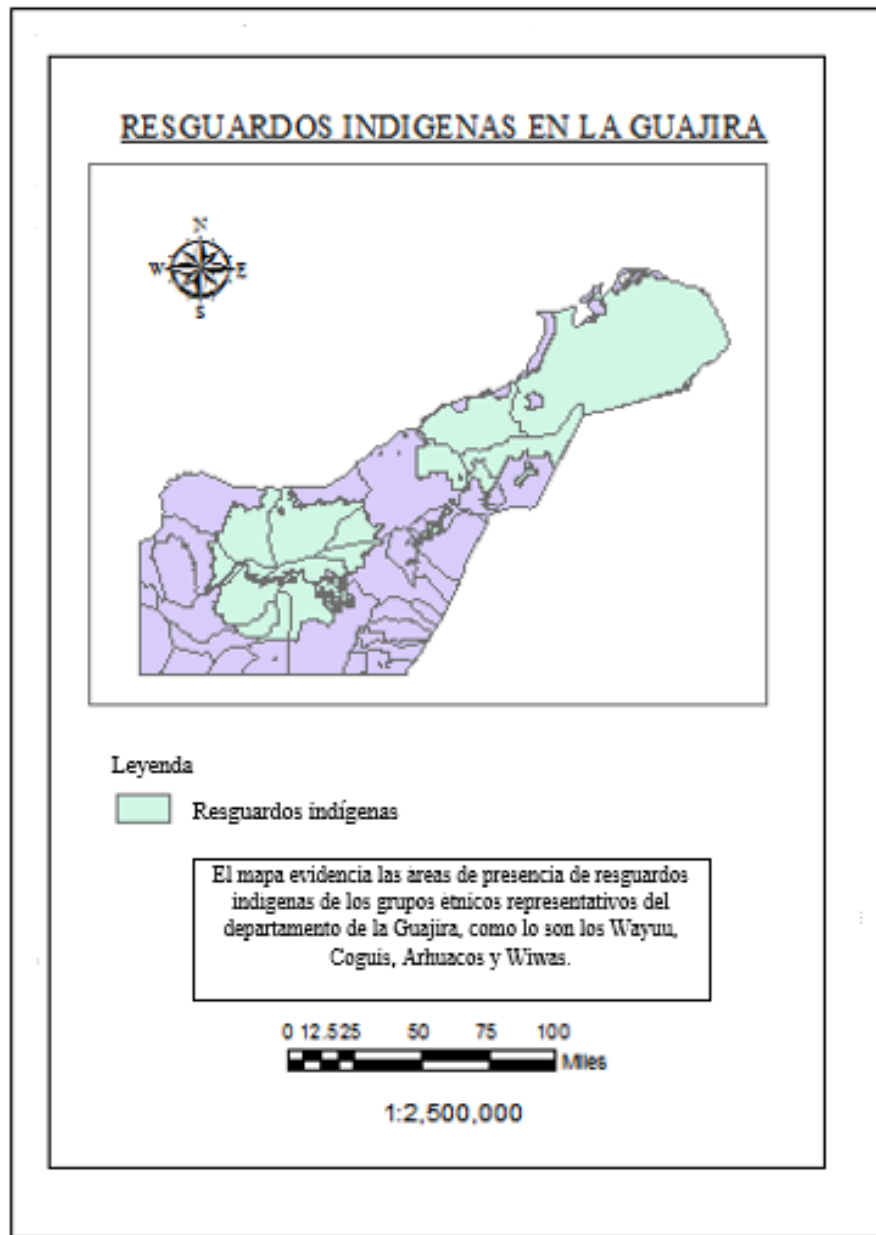 RESGUARDOS INDIGENAS EN LA GUAJIRA
N
W E
S
Leyenda
Resguardos indígenas
El mapa evidencia las áreas de presencia de resguardos
indígenas de los grupos étnicos representativos del
departamento de la Guajira, como lo son los Wayuu,
Coguis, Arhuacos y Wiwas.
0 12.525 50 75 100
Miles
1:2,500,000